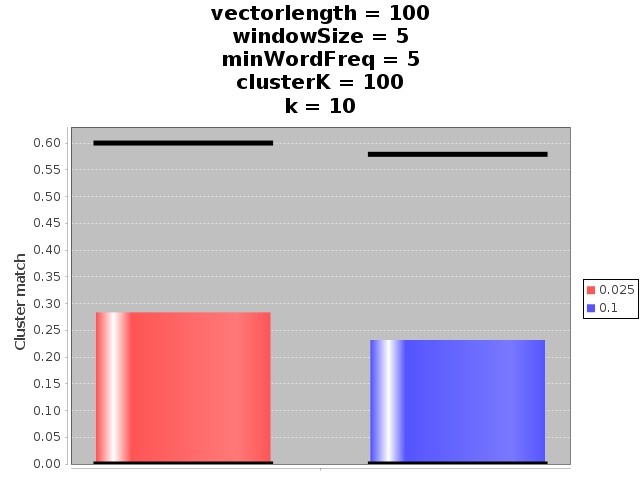 vectorlength = 100
windowSize = 5
minWordFreq = 5
clusterK = 100
k = 10
0.60
0.55
0.50
0.45
0.40
0.35
0.30
0.25
0.20
0.15
0.10
0.05
0.00
Cluster match
0.025
0.1